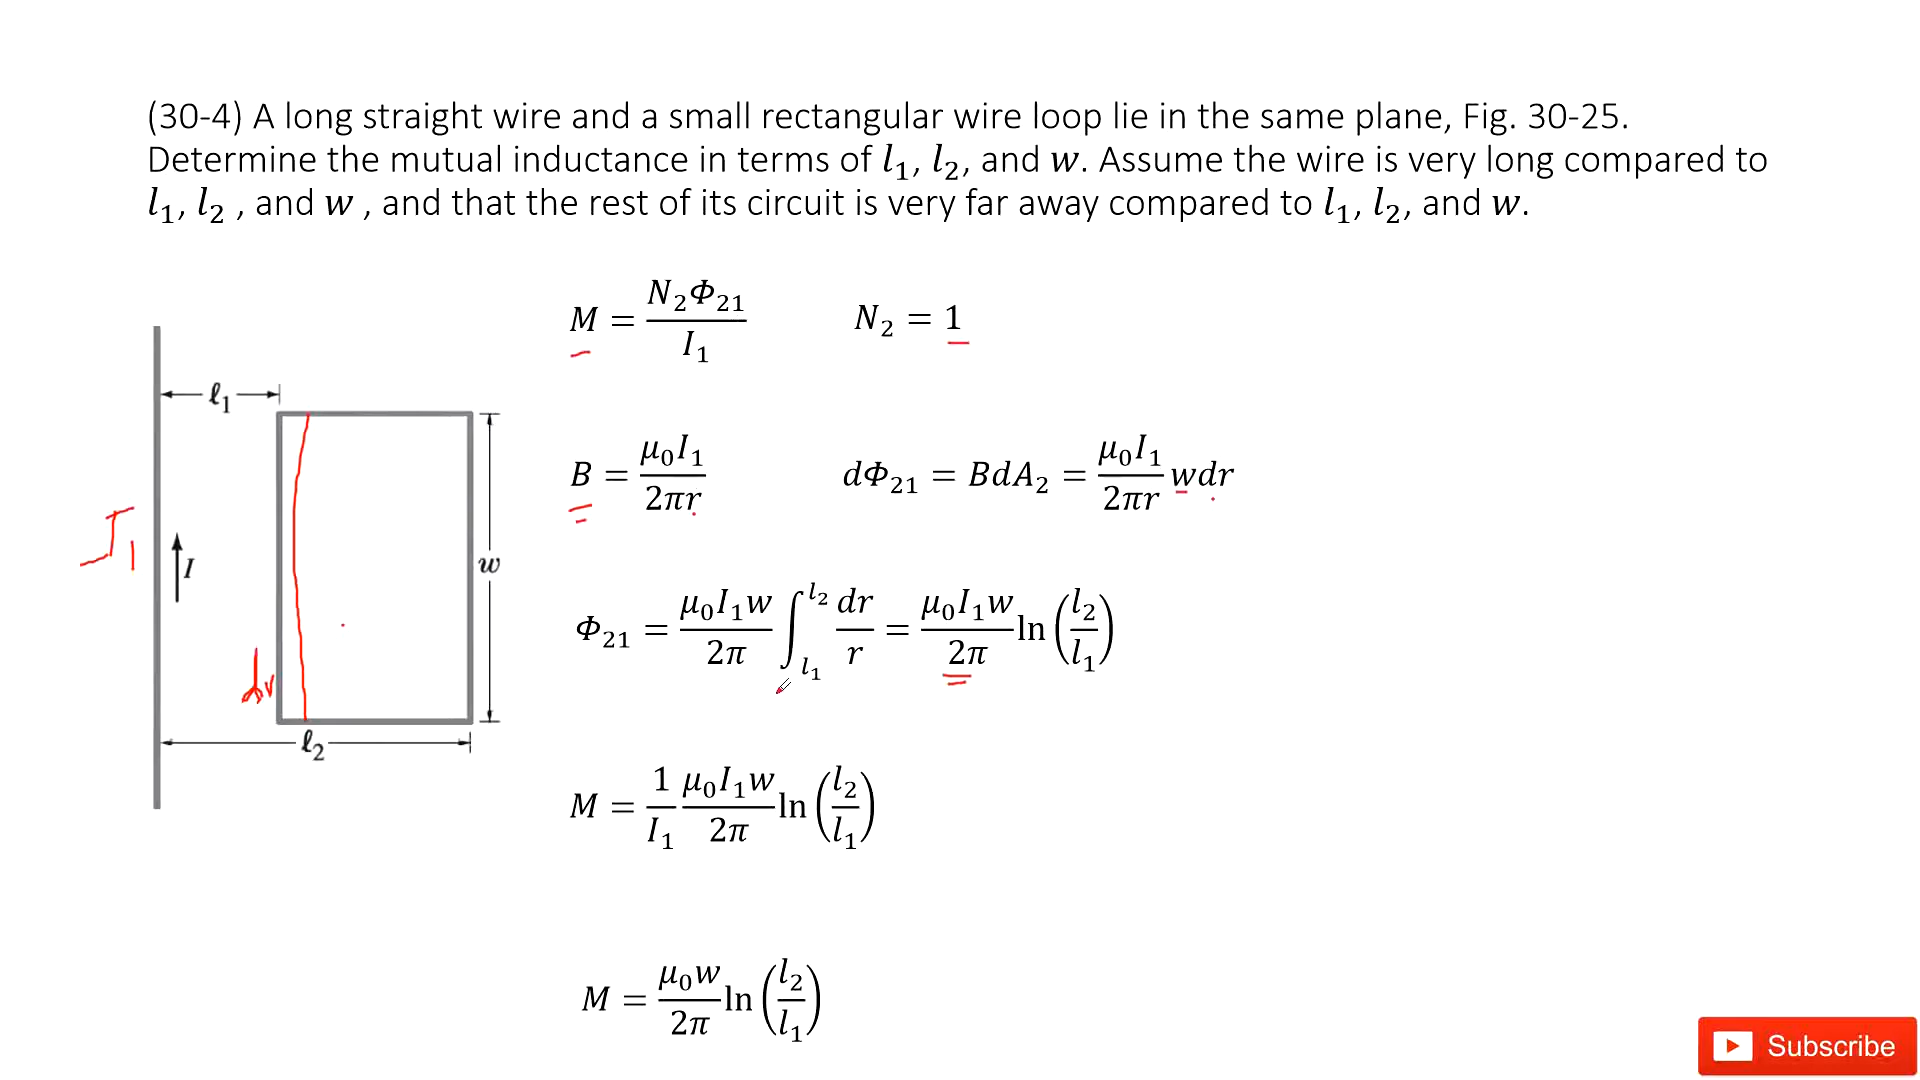 (30-4) A long straight wire and a small rectangular wire loop lie in the same plane, Fig. 30-25.
Determine the mutual inductance in terms of l₁, l₂, and w. Assume the wire is very long compared to
l₁, l₂ , and w , and that the rest of its circuit is very far away compared to l₁, l₂, and w.
M = N₂Φ₂₁ / I₁    N₂ = 1
ℓ₁
B = μ₀I₁ / 2πr    dΦ₂₁ = BdA₂ = μ₀I₁ / 2πr wdr
I₁
I
w
Φ₂₁ = μ₀I₁w / 2π ∫_{l₁}^{l₂} dr / r = μ₀I₁w / 2π ln(l₂ / l₁)
dr
ℓ₂
M = 1 / I₁ μ₀I₁w / 2π ln(l₂ / l₁)
M = μ₀w / 2π ln(l₂ / l₁)
Subscribe